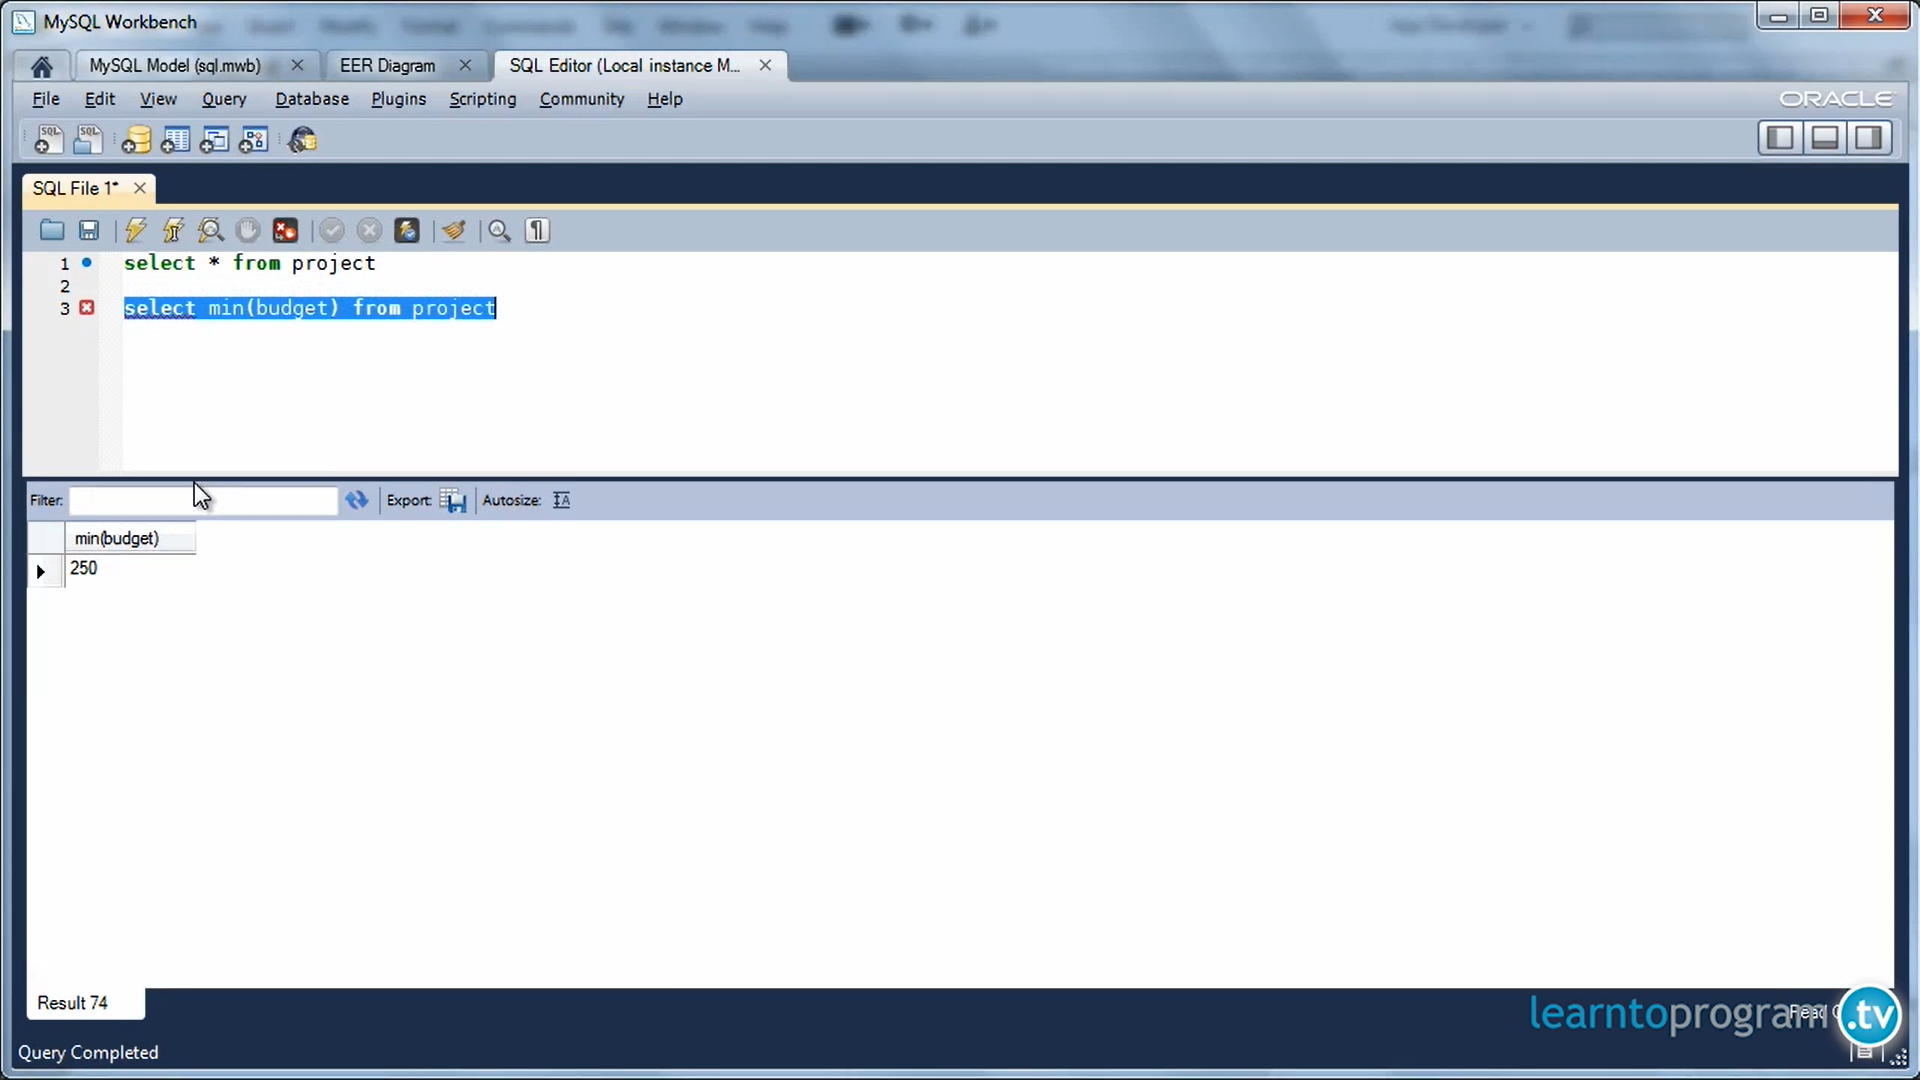 MySQL Workbench
MySQL Model (sql.mwb)
EER Diagram
SQL Editor (Local instance M...
File Edit View Query Database Plugins Scripting Community Help
ORACLE
SQL SQL
SQL File 1*
1 select * from project
2
3 select min(budget) from project
Filter:
Export:
Autosize:
min(budget)
250
Result 74
learntoprogram.tv
Query Completed